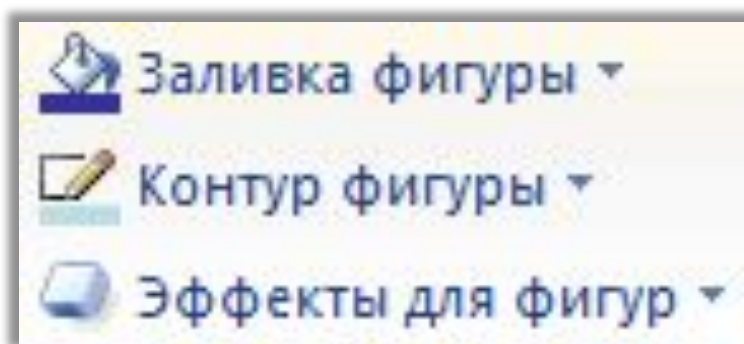 Заливка фигуры
Контур фигуры
Эффекты для фигур